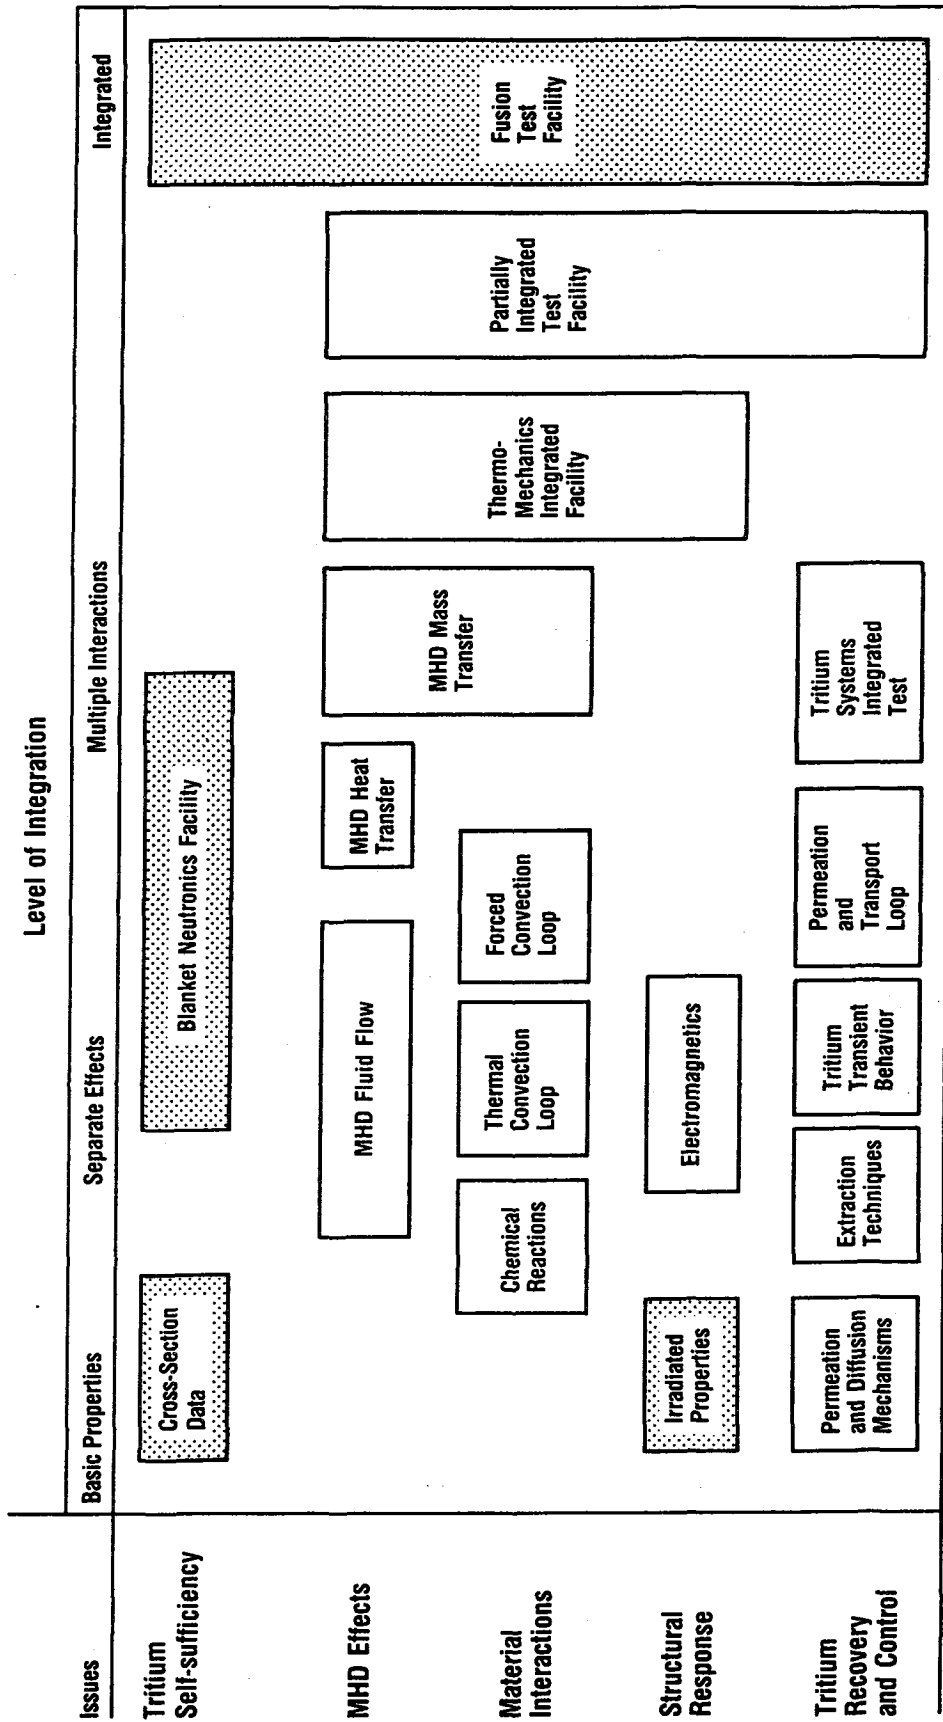 Level of Integration
Issues
Basic Properties
Separate Effects
Multiple Interactions
Integrated
Tritium
Self-sufficiency
Cross-Section
Data
Blanket Neutronics Facility
MHD Effects
MHD Fluid Flow
MHD Heat
Transfer
MHD Mass
Transfer
Thermo-
Mechanics
Integrated
Facility
Partially
Integrated
Test
Facility
Fusion
Test
Facility
Material
Interactions
Chemical
Reactions
Thermal
Convection
Loop
Forced
Convection
Loop
Structural
Response
Irradiated
Properties
Electromagnetics
Tritium
Recovery
and Control
Permeation
and Diffusion
Mechanisms
Extraction
Techniques
Tritium
Transient
Behavior
Permeation
and
Transport
Loop
Tritium
Systems
Integrated
Test